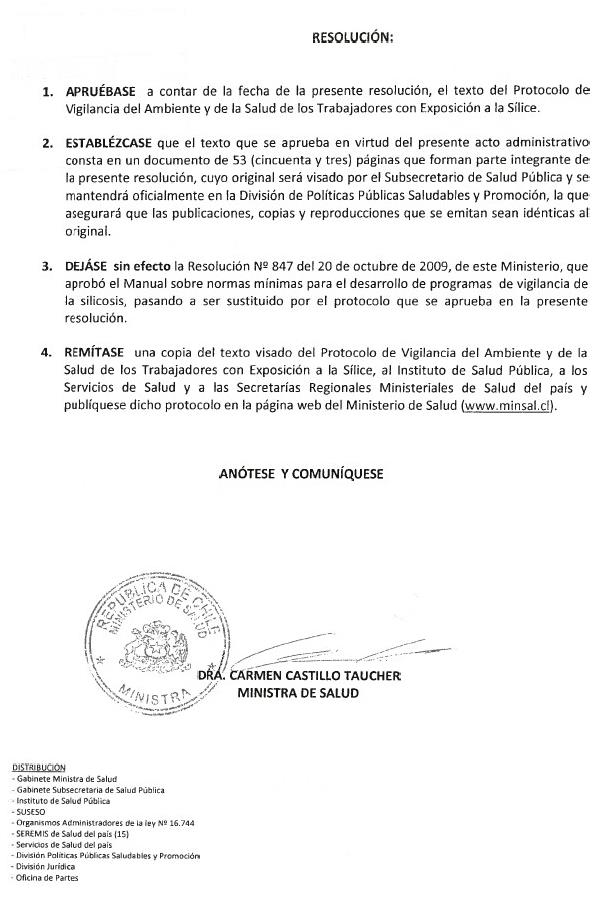 RESOLUCIÓN:
1. APRUÉBASE a contar de la fecha de la presente resolución, el texto del Protocolo de
Vigilancia del Ambiente y de la Salud de los Trabajadores con Exposición a la Sílice.
2. ESTABLÉZCASE que el texto que se aprueba en virtud del presente acto administrativo
consta en un documento de 53 (cincuenta y tres) páginas que forman parte integrante de
la presente resolución, cuyo original será visado por el Subsecretario de Salud Pública y se
mantendrá oficialmente en la División de Políticas Públicas Saludables y Promoción, la que
asegurará que las publicaciones, copias y reproducciones que se emitan sean idénticas al
original.
3. DEJÁSE sin efecto la Resolución Nº 847 del 20 de octubre de 2009, de este Ministerio, que
aprobó el Manual sobre normas mínimas para el desarrollo de programas de vigilancia de
la silicosis, pasando a ser sustituido por el protocolo que se aprueba en la presente
resolución.
4. REMÍTASE una copia del texto visado del Protocolo de Vigilancia del Ambiente y de la
Salud de los Trabajadores con Exposición a la Sílice, al Instituto de Salud Pública, a los
Servicios de Salud y a las Secretarías Regionales Ministeriales de Salud del país y
publíquese dicho protocolo en la página web del Ministerio de Salud (www.minsal.cl).
ANÓTESE Y COMUNÍQUESE
REPUBLICA DE CHILE
MINISTERIO DE SALUD
MINISTRA
DRA. CARMEN CASTILLO TAUCHER
MINISTRA DE SALUD
DISTRIBUCIÓN
- Gabinete Ministra de Salud
- Gabinete Subsecretaria de Salud Pública
- Instituto de Salud Pública
- SUSESO
- Organismos Administradores de la ley Nº 16.744
- SEREMIS de Salud del país (15)
- Servicios de Salud del país
- División Políticas Públicas Saludables y Promoción
- División Jurídica
- Oficina de Partes